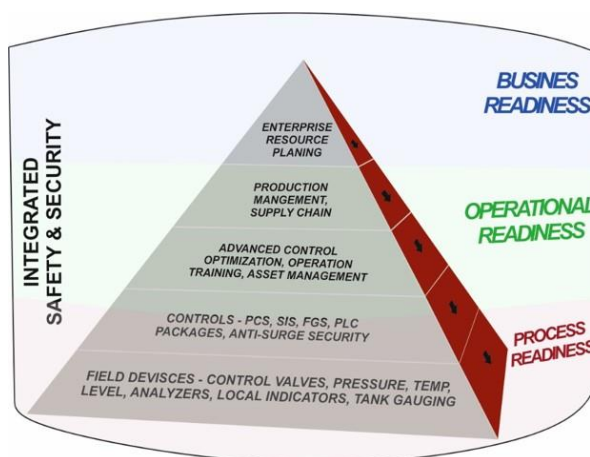 BUSINES
READINESS
ENTERPRISE
RESOURCE
PLANING
PRODUCTION
MANGEMENT,
SUPPLY CHAIN
OPERATIONAL
READINESS
INTEGRATED
SAFETY & SECURITY
ADVANCED CONTROL
OPTIMIZATION, OPERATION
TRAINING, ASSET MANAGEMENT
CONTROLS - PCS, SIS, FGS, PLC
PACKAGES, ANTI-SURGE SECURITY
PROCESS
READINESS
FIELD DEVISCES - CONTROL VALVES, PRESSURE, TEMP,
LEVEL, ANALYZERS, LOCAL INDICATORS, TANK GAUGING